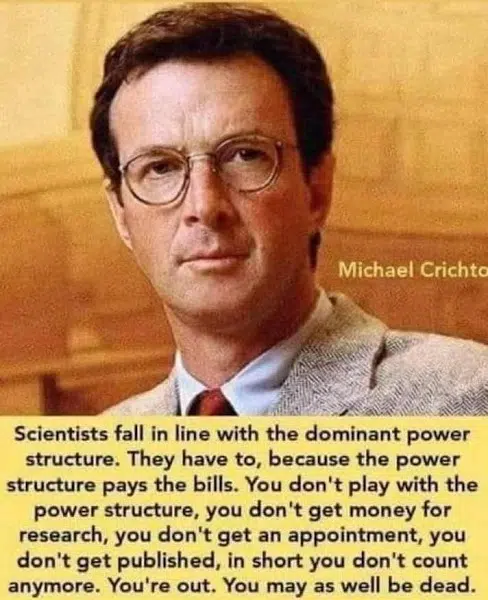 Michael Crichto
Scientists fall in line with the dominant power
structure. They have to, because the power
structure pays the bills. You don't play with the
power structure, you don't get money for
research, you don't get an appointment, you
don't get published, in short you don't count
anymore. You're out. You may as well be dead.